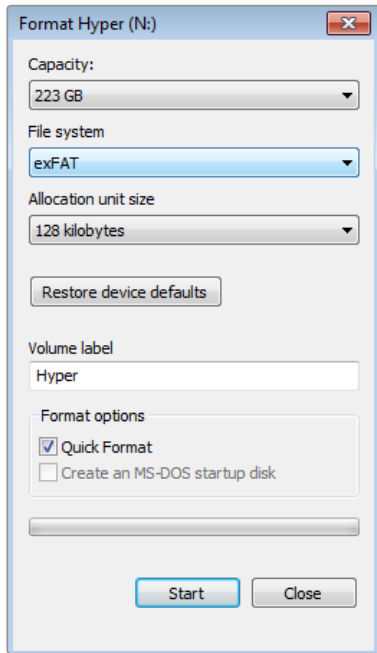 Format Hyper (N:)
Capacity:
223 GB
File system
exFAT
Allocation unit size
128 kilobytes
Restore device defaults
Volume label
Hyper
Format options
Quick Format
Create an MS-DOS startup disk
Start
Close